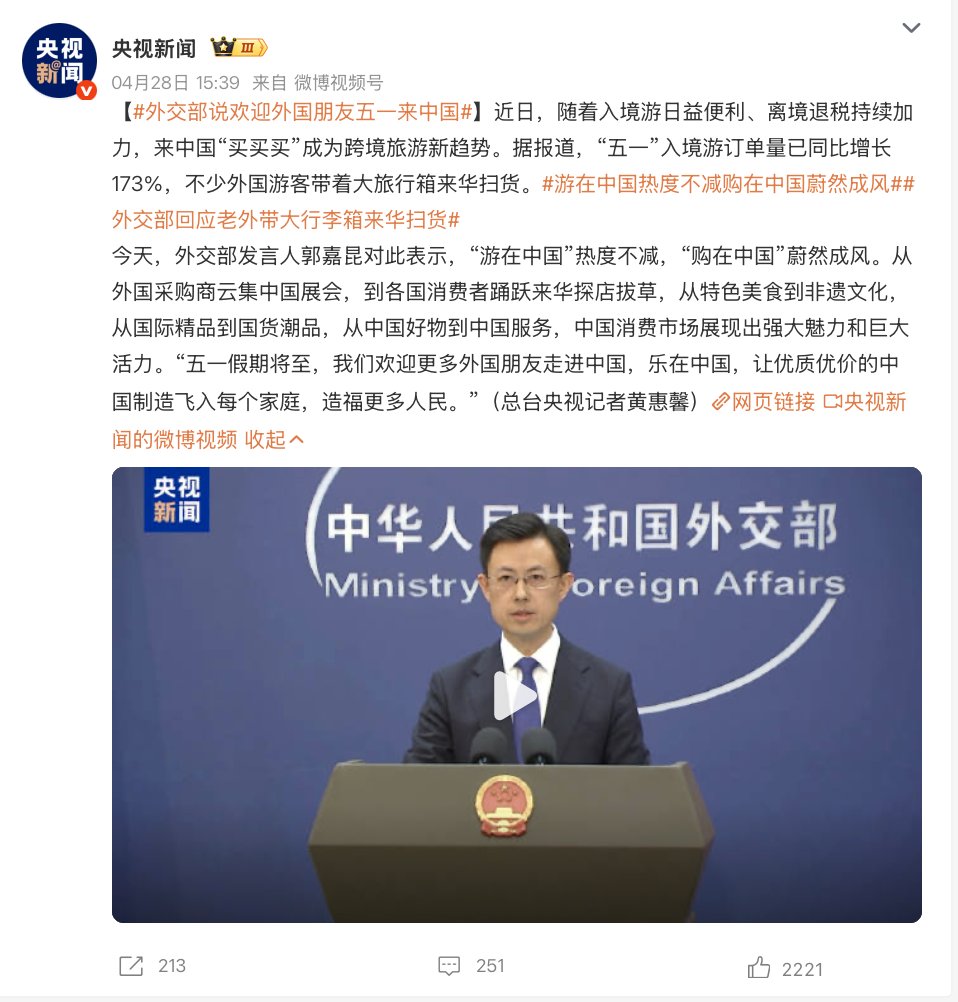 央视
新闻
央视新闻
III
04月28日 15:39 来自 微博视频号
【#外交部说欢迎外国朋友五一来中国#】近日，随着入境游日益便利、离境退税持续加
力，来中国“买买买”成为跨境旅游新趋势。据报道，“五一”入境游订单量已同比增长
173%，不少外国游客带着大旅行箱来华扫货。#游在中国热度不减购在中国蔚然成风##
外交部回应老外带大行李箱来华扫货#
今天，外交部发言人郭嘉昆对此表示，“游在中国”热度不减，“购在中国”蔚然成风。从
外国采购商云集中国展会，到各国消费者踊跃来华探店拔草，从特色美食到非遗文化，
从国际精品到国货潮品，从中国好物到中国服务，中国消费市场展现出强大魅力和巨大
活力。“五一假期将至，我们欢迎更多外国朋友走进中国，乐在中国，让优质优价的中
国制造飞入每个家庭，造福更多人民。”（总台央视记者黄惠馨）网页链接 央视新
闻的微博视频 收起
央视
新闻
中华人民共和国外交部
Ministry Foreign Affairs
213
251
2221